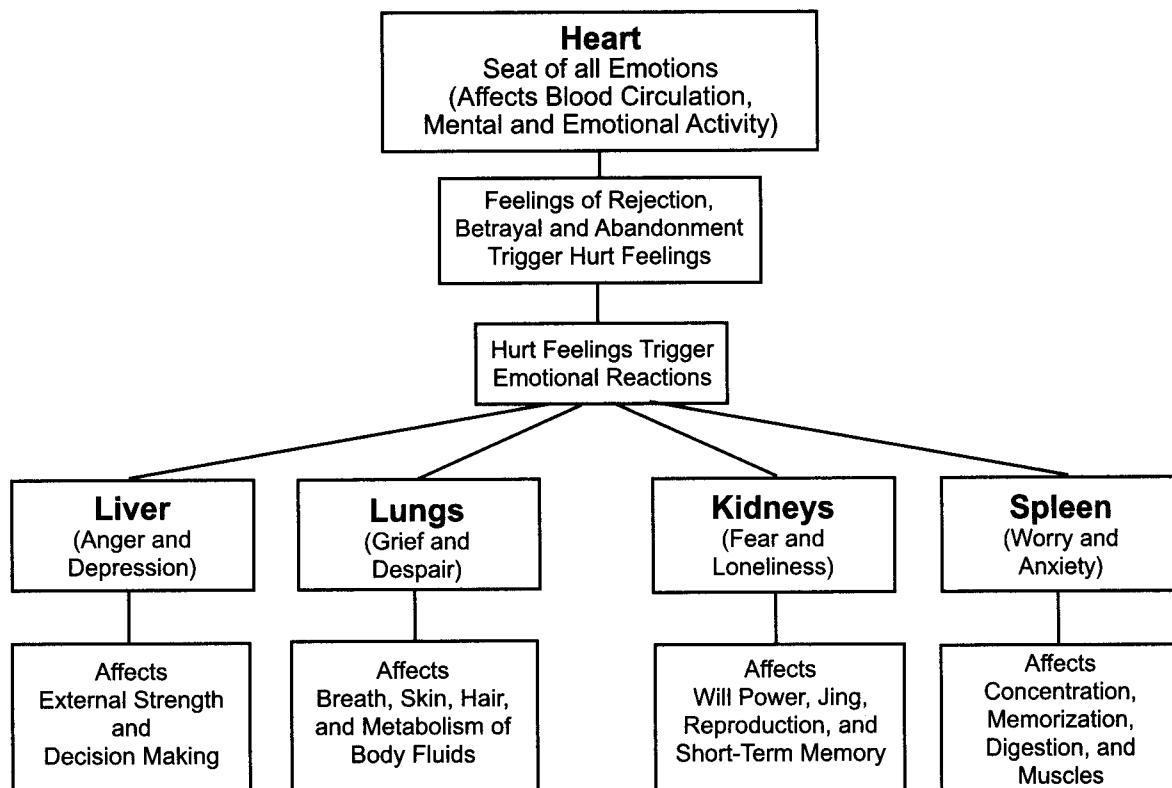 Heart
Seat of all Emotions
(Affects Blood Circulation,
Mental and Emotional Activity)
Feelings of Rejection,
Betrayal and Abandonment
Trigger Hurt Feelings
Hurt Feelings Trigger
Emotional Reactions
Liver
(Anger and
Depression)
Lungs
(Grief and
Despair)
Kidneys
(Fear and
Loneliness)
Spleen
(Worry and
Anxiety)
Affects
External Strength
and
Decision Making
Affects
Breath, Skin, Hair,
and Metabolism of
Body Fluids
Affects
Will Power, Jing,
Reproduction, and
Short-Term Memory
Affects
Concentration,
Memorization,
Digestion, and
Muscles